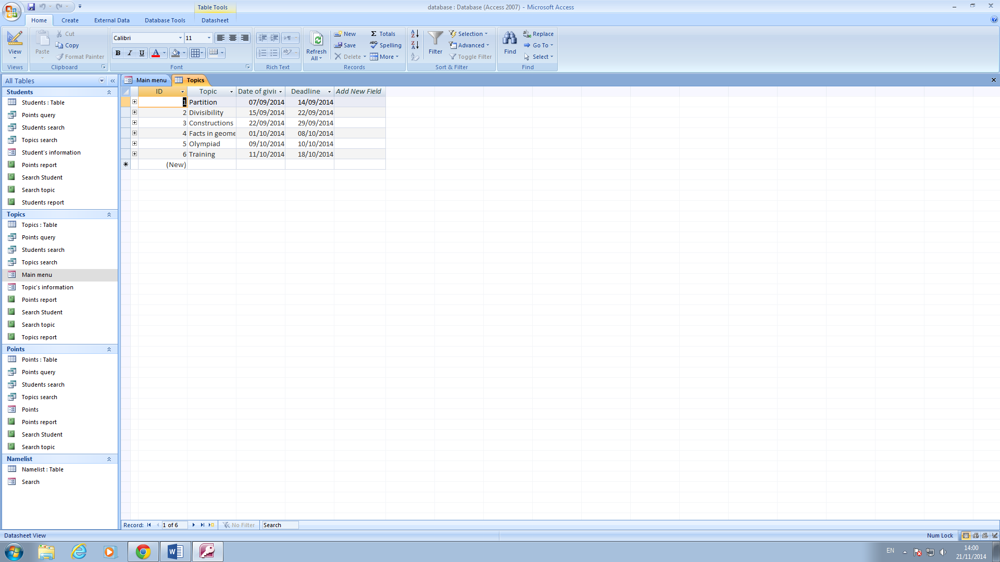 Table Tools
database : Database (Access 2007) - Microsoft Access
Home Create External Data Database Tools Datasheet
View
Views
Paste
Cut
Copy
Format Painter
Clipboard
Calibri 11
B I U A
Font
Rich Text
Refresh All
New
Save
Delete
Totals
Spelling
More
Records
Filter
Selection
Advanced
Toggle Filter
Sort & Filter
Find
Replace
Go To
Select
Find
All Tables
Students
Students : Table
Points query
Students search
Topics search
Student's information
Points report
Search Student
Search topic
Students report
Topics
Topics : Table
Points query
Students search
Topics search
Main menu
Topic's information
Points report
Search Student
Search topic
Topics report
Points
Points : Table
Points query
Students search
Topics search
Points
Points report
Search Student
Search topic
Namelist
Namelist : Table
Search
Main menu Topics
ID Topic Date of givin Deadline Add New Field
1 Partition 07/09/2014 14/09/2014
2 Divisibility 15/09/2014 22/09/2014
3 Constructions 22/09/2014 29/09/2014
4 Facts in geome 01/10/2014 08/10/2014
5 Olympiad 09/10/2014 10/10/2014
6 Training 11/10/2014 18/10/2014
(New)
Record: 1 of 6 No Filter Search
Datasheet View Num Lock
EN 14:00
21/11/2014